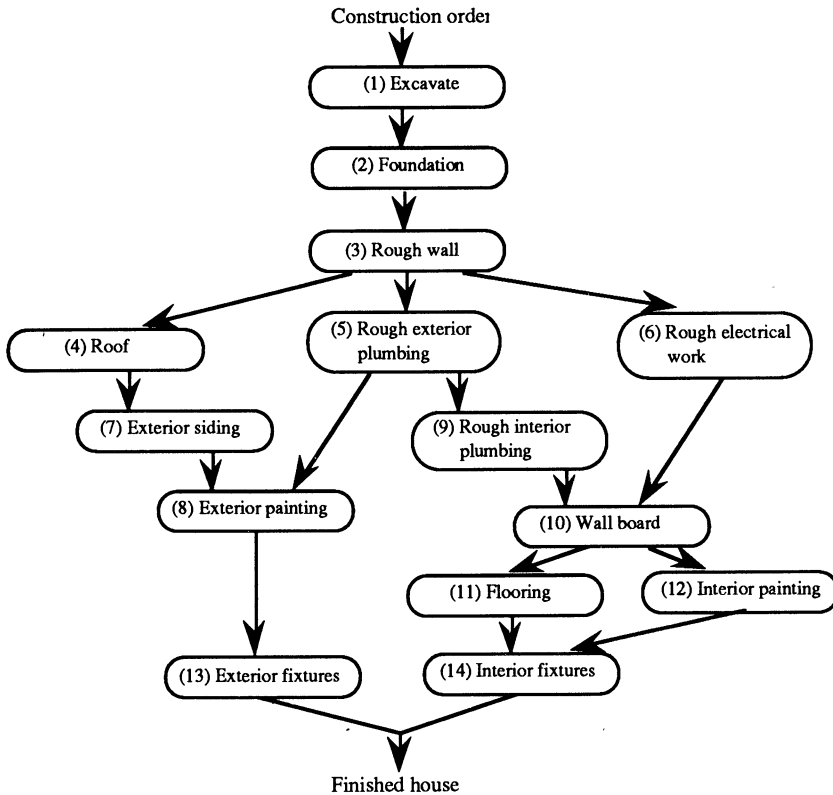 Construction order
(1) Excavate
(2) Foundation
(3) Rough wall
(4) Roof
(5) Rough exterior
plumbing
(6) Rough electrical
work
(7) Exterior siding
(9) Rough interior
plumbing
(8) Exterior painting
(10) Wall board
(11) Flooring
(12) Interior painting
(13) Exterior fixtures
(14) Interior fixtures
Finished house